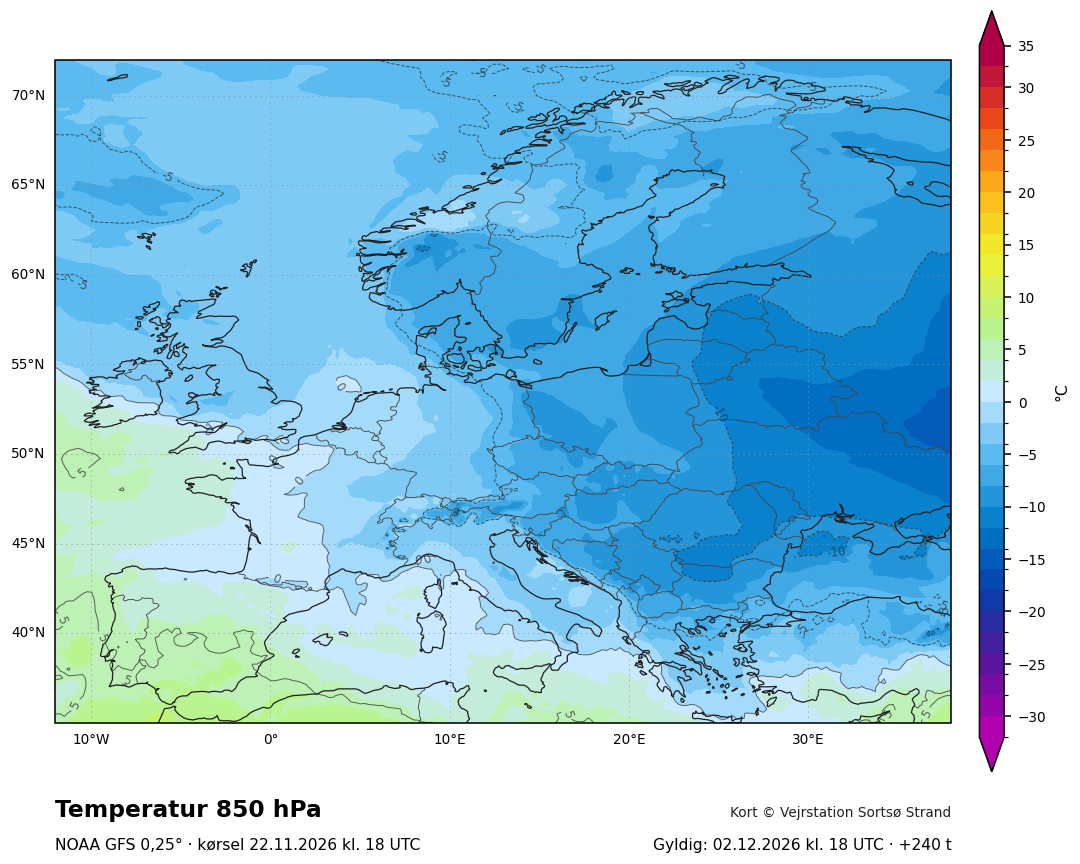 70°N
65°N
60°N
55°N
50°N
45°N
40°N
10°W 0° 10°E 20°E 30°E
35
30
25
20
15
10
5
0
−5
−10
−15
−20
−25
−30
°C
Temperatur 850 hPa
Kort © Vejrstation Sortsø Strand
NOAA GFS 0,25° · kørsel 22.11.2026 kl. 18 UTC
Gyldig: 02.12.2026 kl. 18 UTC · +240 t